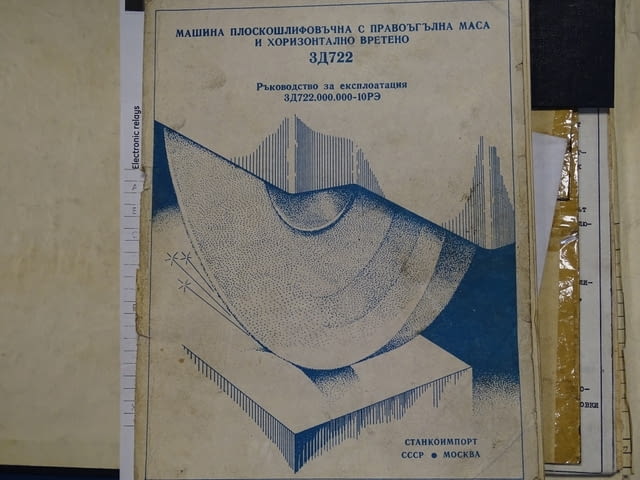 МАШИНА ПЛОСКОШЛИФОВЪЧНА С ПРАВОЪГЪЛНА МАСА
И ХОРИЗОНТАЛНО ВРЕТЕНО
3Д722
Ръководство за експлоатация
3Д722.000.000-10РЭ
Electronic relays
СТАНКОИМПОРТ
СССР ● МОСКВА